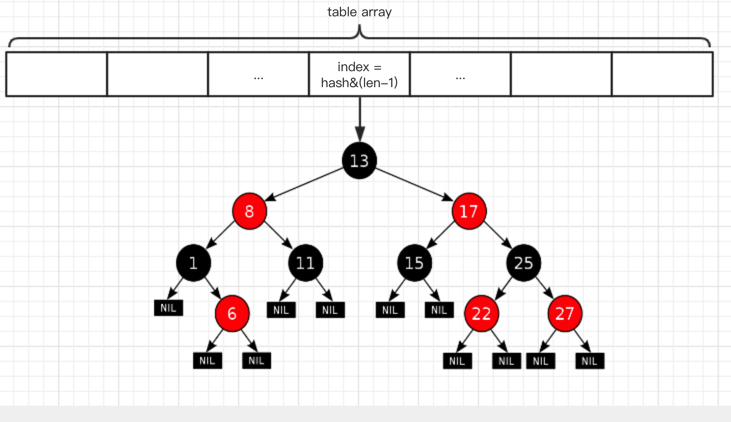 table array
...
index =
hash&(len-1)
...
13
8
17
1
11
15
25
NIL
6
NIL
NIL
NIL
NIL
22
27
NIL
NIL
NIL
NIL
NIL
NIL